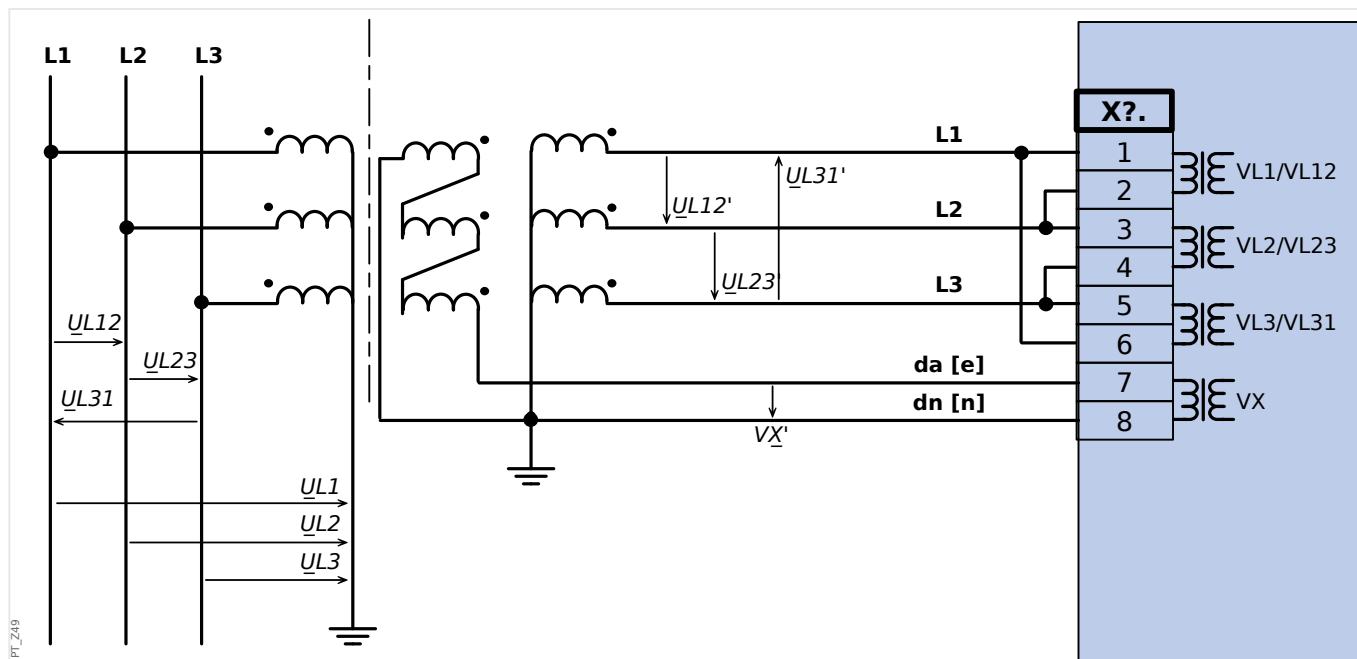 L1 L2 L3
X?.
L1
1
UL31'
VL1/VL12
2
UL12'
L2
3
VL2/VL23
4
UL23'
L3
5
VL3/VL31
UL12
6
UL23
da [e]
7
UL31
dn [n]
VX
8
VX'
UL1
UL2
UL3
PT_Z49